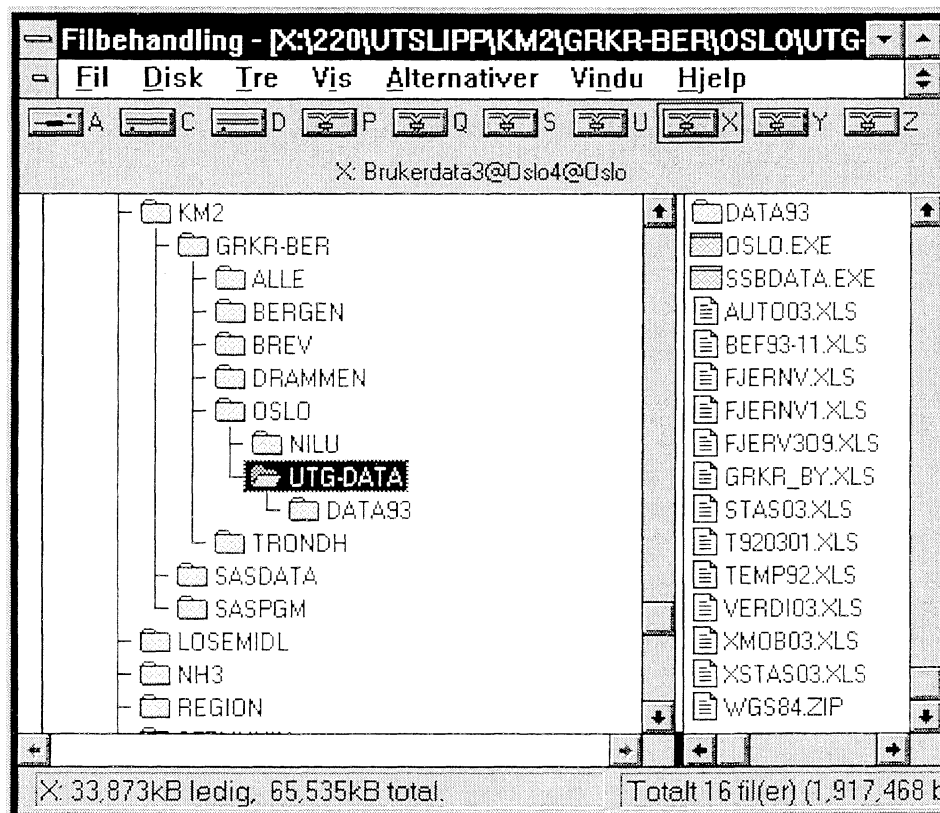 Filbehandling - [X:\220\UTSLIPP\KM2\GRKR-BER\OSLO\UTG-
Fil Disk Tre Vis Alternativer Vindu Hjelp
A C D P Q S U X Y Z
X: Brukerdata3@Oslo4@Oslo
KM2
GRKR-BER
ALLE
BERGEN
BREV
DRAMMEN
OSLO
NILU
UTG-DATA
DATA93
TRONDH
SASDATA
SASPGM
LOSEMIDL
NH3
REGION
DATA93
OSLO.EXE
SSBDATA.EXE
AUTO03.XLS
BEF93-11.XLS
FJERNV.XLS
FJERNV1.XLS
FJERV309.XLS
GRKR_BY.XLS
STAS03.XLS
T920301.XLS
TEMP92.XLS
VERDI03.XLS
XMOB03.XLS
XSTAS03.XLS
WGS84.ZIP
X: 33,873kB ledig, 65,535kB total.
Totalt 16 fil(er) (1,917,468 b